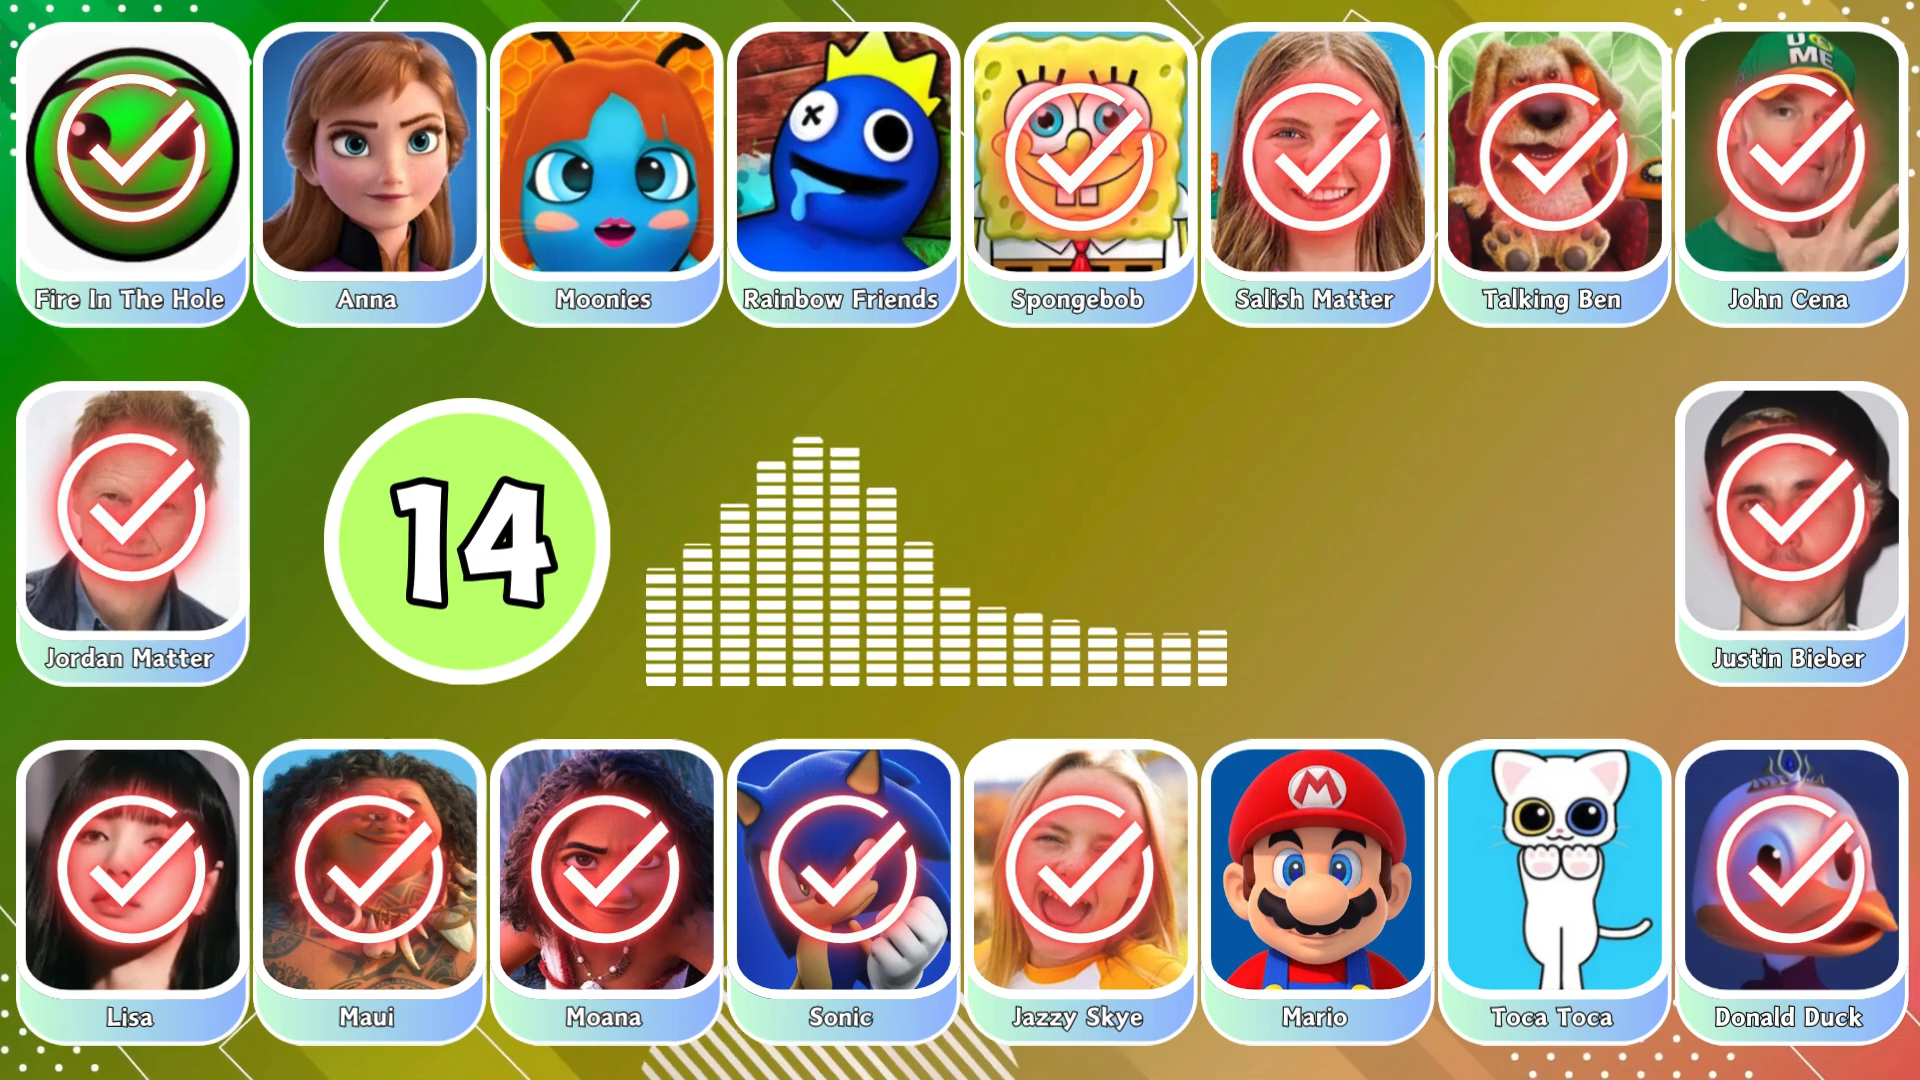 U ME
Fire In The Hole
Anna
Moonies
Rainbow Friends
Spongebob
Salish Matter
Talking Ben
John Cena
Jordan Matter
14
Justin Bieber
M
Lisa
Maui
Moana
Sonic
Jazzy Skye
Mario
Toca Toca
Donald Duck